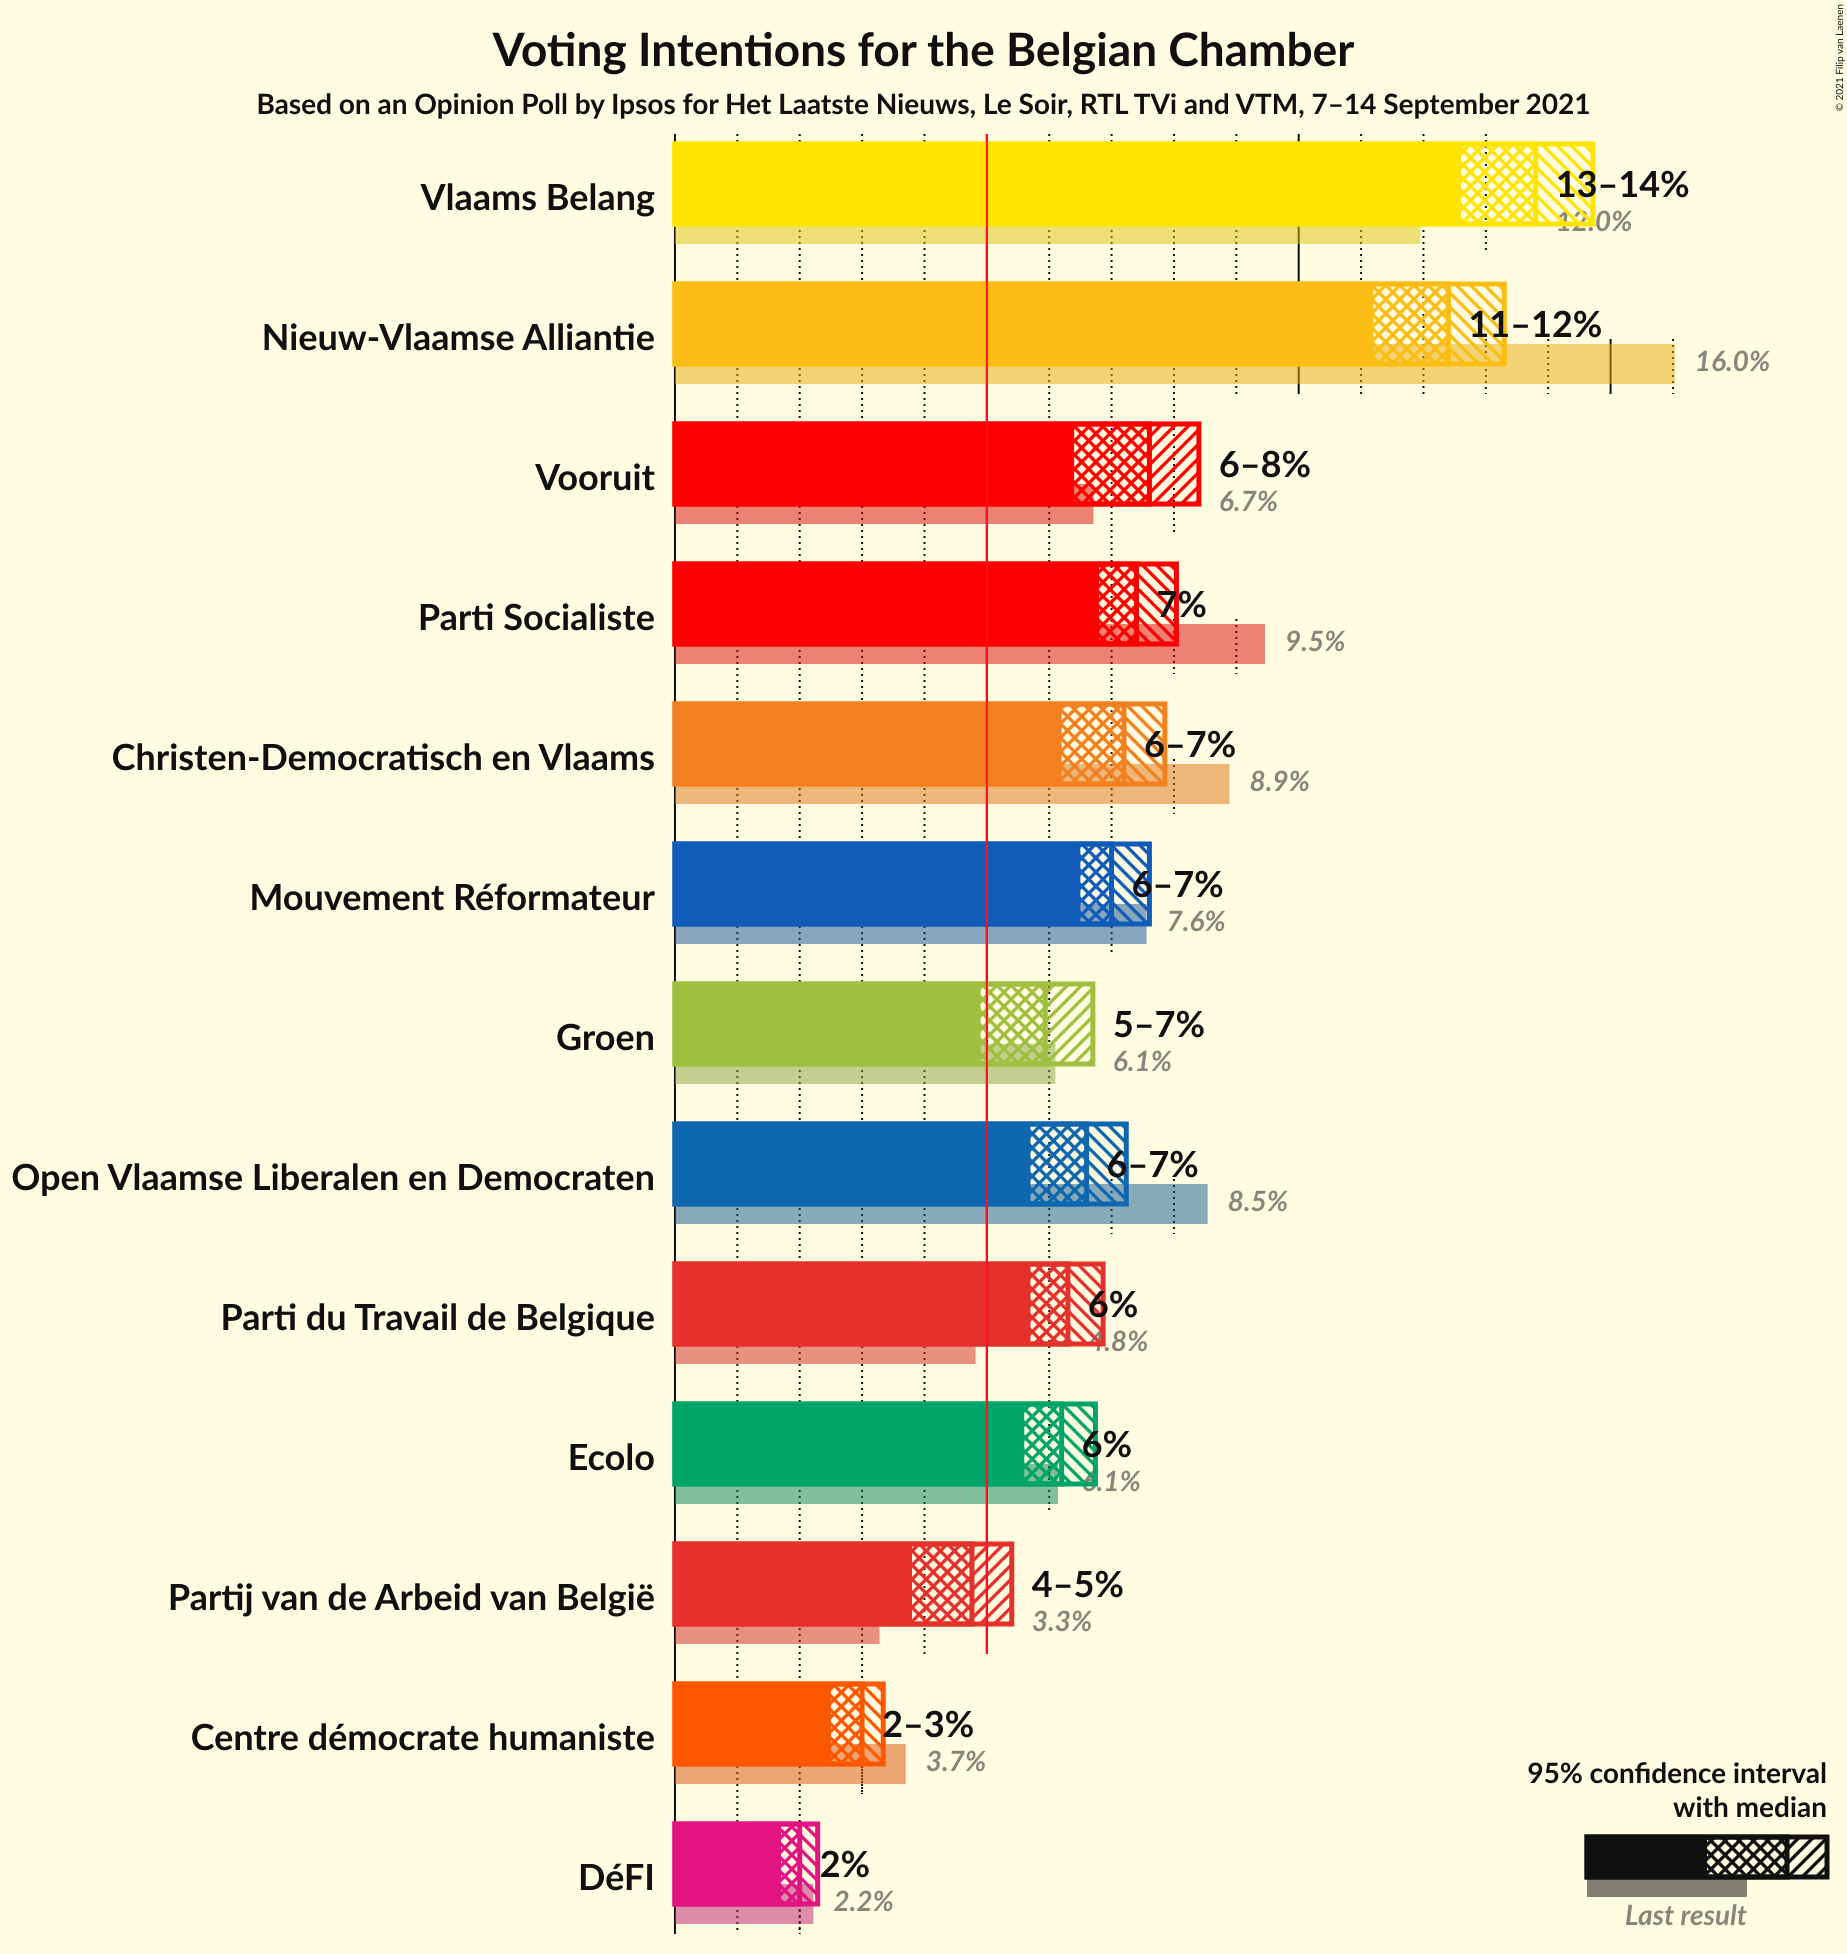 Voting Intentions for the Belgian Chamber
Based on an Opinion Poll by Ipsos for Het Laatste Nieuws, Le Soir, RTL TVi and VTM, 7–14 September 2021
© 2021 Filip van Laenen
Vlaams Belang
13–14%
12.0%
Nieuw-Vlaamse Alliantie
11–12%
16.0%
Vooruit
6–8%
6.7%
Parti Socialiste
7%
9.5%
Christen-Democratisch en Vlaams
6–7%
8.9%
Mouvement Réformateur
6–7%
7.6%
Groen
5–7%
6.1%
Open Vlaamse Liberalen en Democraten
6–7%
8.5%
Parti du Travail de Belgique
6%
4.8%
Ecolo
6%
6.1%
Partij van de Arbeid van België
4–5%
3.3%
Centre démocrate humaniste
2–3%
3.7%
DéFI
2%
2.2%
95% confidence interval
with median
Last result